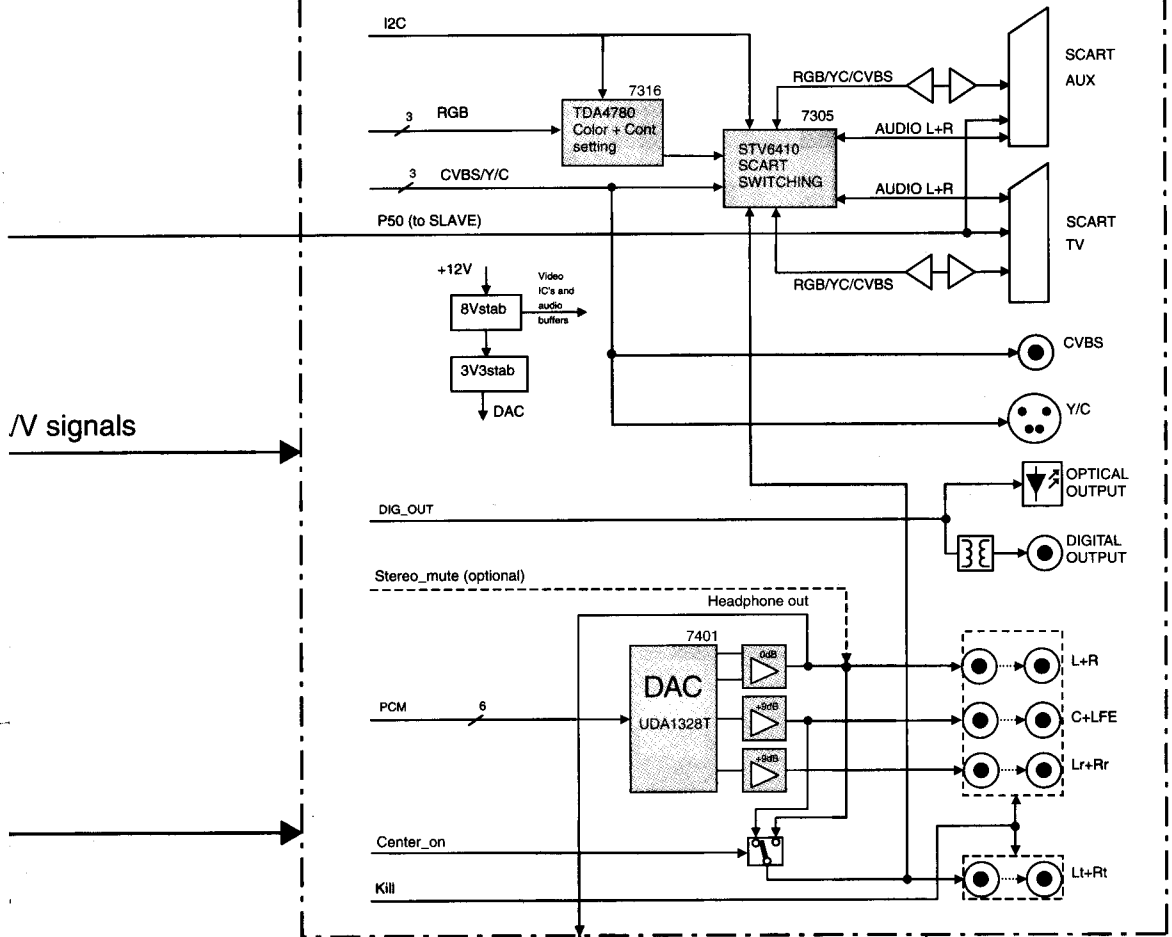 I2C
SCART
AUX
RGB/YC/CVBS
7316
3
RGB
TDA4780
Color + Cont
setting
7305
AUDIO L+R
STV6410
SCART
SWITCHING
3
CVBS/Y/C
AUDIO L+R
P50 (to SLAVE)
SCART
TV
+12V
Video
IC's and
audio
buffers
RGB/YC/CVBS
8Vstab
CVBS
3V3stab
DAC
Y/C
/V signals
OPTICAL
OUTPUT
DIG_OUT
DIGITAL
OUTPUT
Stereo_mute (optional)
Headphone out
7401
0dB
L+R
DAC
UDA1328T
PCM
6
+9dB
C+LFE
+9dB
Lr+Rr
Center_on
Kill
Lt+Rt